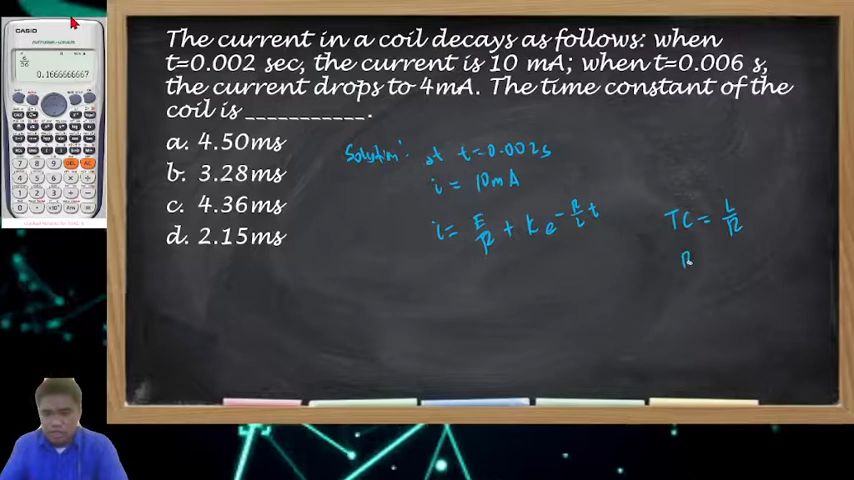 CASIO
6
36
0.1666666667
The current in a coil decays as follows: when
t=0.002 sec, the current is 10 mA; when t=0.006 s,
the current drops to 4mA. The time constant of the
coil is ___________.
a. 4.50ms
b. 3.28ms
c. 4.36ms
d. 2.15ms
Solution: at t=0.002s
i = 10mA
i = E/R + k e^-R/L t
TC = L/R
R